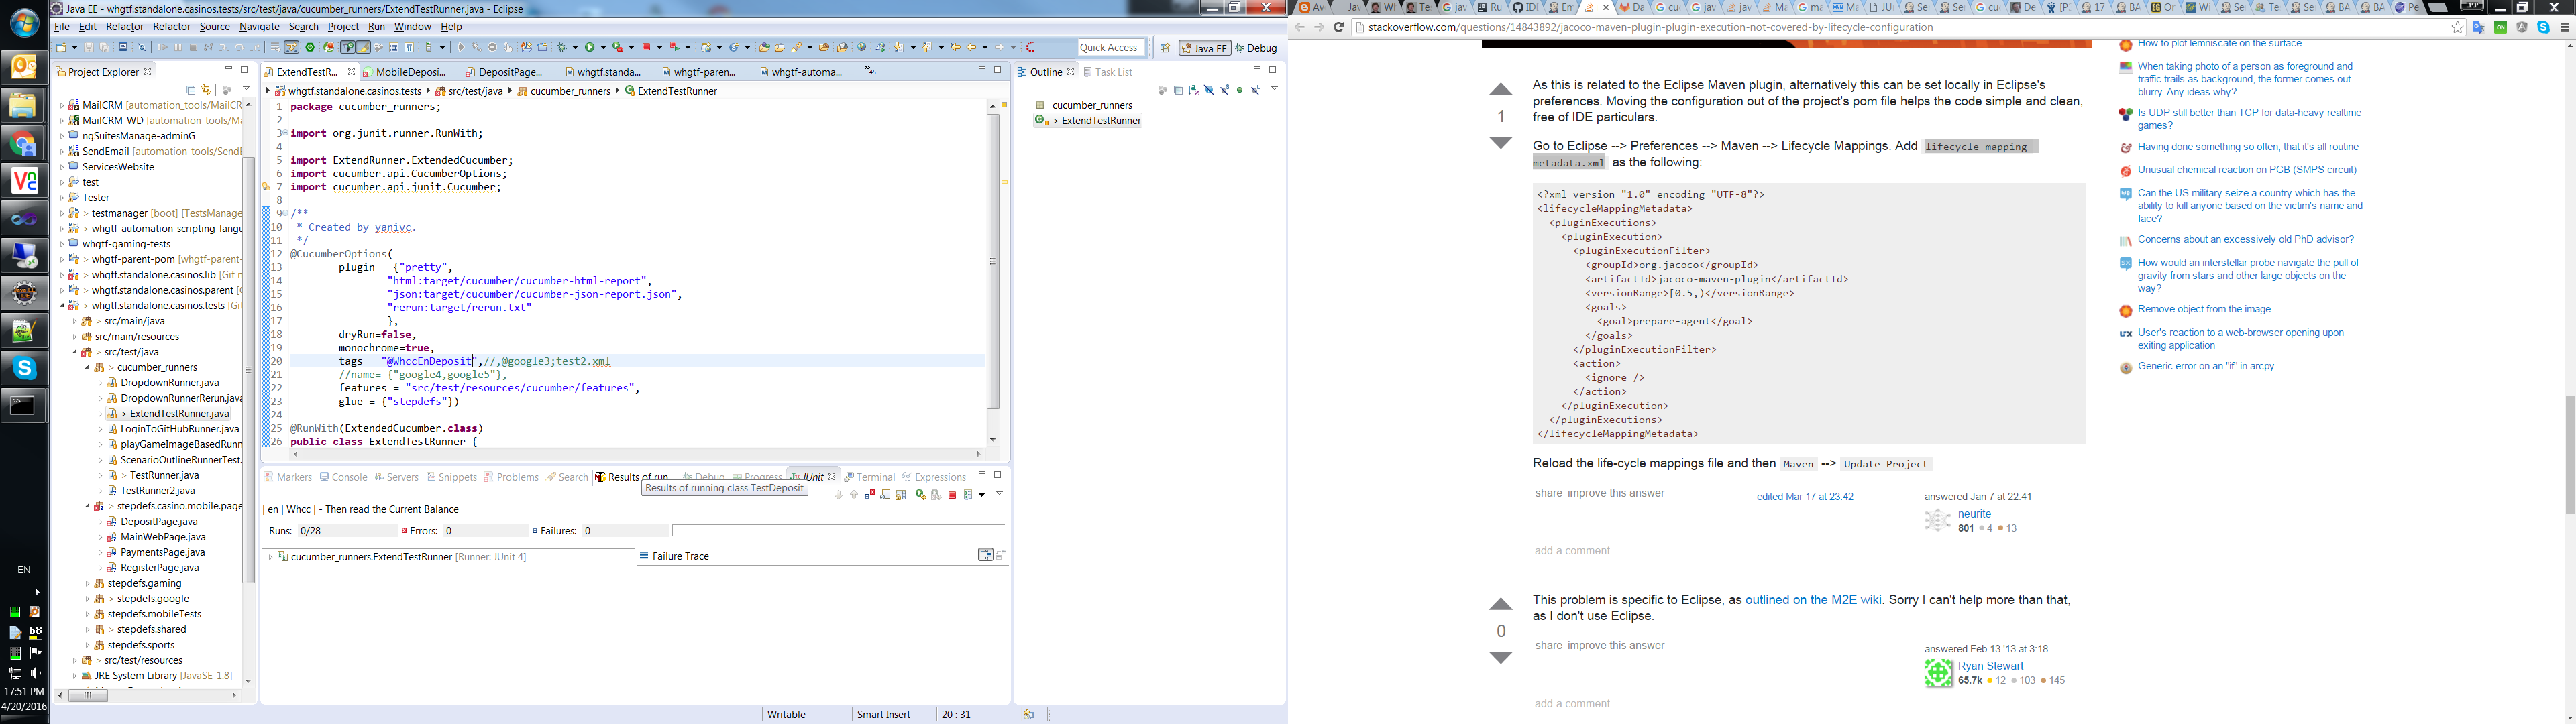 Java EE - whgtf.standalone.casinos.tests/src/test/java/cucumber_runners/ExtendTestRunner.java - Eclipse
File Edit Source Refactor Navigate Search Project Run Window Help
Quick Access
Java EE
Debug
Project Explorer
MailCRM [automation_tools/MailCR
MailCRM_WD [automation_tools/Ma
ngSuitesManage-adminG
SendEmail [automation_tools/Send
ServicesWebsite
test
Tester
> testmanager [boot] [TestsManage
> whgtf-automation-scripting-langu
whgtf-gaming-tests
> whgtf-parent-pom [whgtf-parent-
> whgtf.standalone.casinos.lib [Git r
> whgtf.standalone.casinos.parent [
> whgtf.standalone.casinos.tests [Gi
> src/main/java
src/main/resources
> src/test/java
> cucumber_runners
DropdownRunner.java
DropdownRunnerRerun.java
> ExtendTestRunner.java
LoginToGitHubRunner.java
playGameImageBasedRunn
ScenarioOutlineRunnerTest.
> TestRunner.java
TestRunner2.java
> stepdefs.casino.mobile.page
> DepositPage.java
> MainWebPage.java
> PaymentsPage.java
> RegisterPage.java
stepdefs.gaming
> stepdefs.google
stepdefs.mobileTests
> stepdefs.shared
stepdefs.sports
> src/test/resources
JRE System Library [JavaSE-1.8]
EN
17:51 PM
4/20/2016
ExtendTestR...
MobileDeposi...
DepositPage...
whgtf.standa...
whgtf-paren...
whgtf-automa...
»45
whgtf.standalone.casinos.tests
src/test/java
cucumber_runners
ExtendTestRunner
1 package cucumber_runners;
2
3 import org.junit.runner.RunWith;
4
5 import ExtendRunner.ExtendedCucumber;
6 import cucumber.api.CucumberOptions;
7 import cucumber.api.junit.Cucumber;
8
9 /**
10 * Created by yanivc.
11 */
12 @CucumberOptions(
13 plugin = {"pretty",
14 "html:target/cucumber/cucumber-html-report",
15 "json:target/cucumber/cucumber-json-report.json",
16 "rerun:target/rerun.txt"
17 },
18 dryRun=false,
19 monochrome=true,
20 tags = "@WhccEnDeposit",//,@google3;test2.xml
21 //name= {"google4,google5"},
22 features = "src/test/resources/cucumber/features",
23 glue = {"stepdefs"})
24
25 @RunWith(ExtendedCucumber.class)
26 public class ExtendTestRunner {
Outline
Task List
cucumber_runners
> ExtendTestRunner
Markers Console Servers Snippets Problems Search Results of run Debug Progress JUnit Terminal Expressions
Results of running class TestDeposit
| en | Whcc | - Then read the Current Balance
Runs: 0/28 Errors: 0 Failures: 0
cucumber_runners.ExtendTestRunner [Runner: JUnit 4]
Failure Trace
Writable
Smart Insert
20 : 31
stackoverflow.com/questions/14843892/jacoco-maven-plugin-plugin-execution-not-covered-by-lifecycle-configuration
1
As this is related to the Eclipse Maven plugin, alternatively this can be set locally in Eclipse's
preferences. Moving the configuration out of the project's pom file helps the code simple and clean,
free of IDE particulars.
Go to Eclipse --> Preferences --> Maven --> Lifecycle Mappings. Add lifecycle-mapping-
metadata.xml as the following:
<?xml version="1.0" encoding="UTF-8"?>
<lifecycleMappingMetadata>
<pluginExecutions>
<pluginExecution>
<pluginExecutionFilter>
<groupId>org.jacoco</groupId>
<artifactId>jacoco-maven-plugin</artifactId>
<versionRange>[0.5,)</versionRange>
<goals>
<goal>prepare-agent</goal>
</goals>
</pluginExecutionFilter>
<action>
<ignore />
</action>
</pluginExecution>
</pluginExecutions>
</lifecycleMappingMetadata>
Reload the life-cycle mappings file and then Maven --> Update Project
share improve this answer
edited Mar 17 at 23:42
answered Jan 7 at 22:41
neurite
801 4 13
add a comment
0
This problem is specific to Eclipse, as outlined on the M2E wiki. Sorry I can't help more than that,
as I don't use Eclipse.
share improve this answer
answered Feb 13 '13 at 3:18
Ryan Stewart
65.7k 12 103 145
add a comment
How to plot lemniscate on the surface
When taking photo of a person as foreground and
traffic trails as background, the former comes out
blurry. Any ideas why?
Is UDP still better than TCP for data-heavy realtime
games?
Having done something so often, that it's all routine
Unusual chemical reaction on PCB (SMPS circuit)
Can the US military seize a country which has the
ability to kill anyone based on the victim's name and
face?
Concerns about an excessively old PhD advisor?
How would an interstellar probe navigate the pull of
gravity from stars and other large objects on the
way?
Remove object from the image
User's reaction to a web-browser opening upon
exiting application
Generic error on an "if" in arcpy